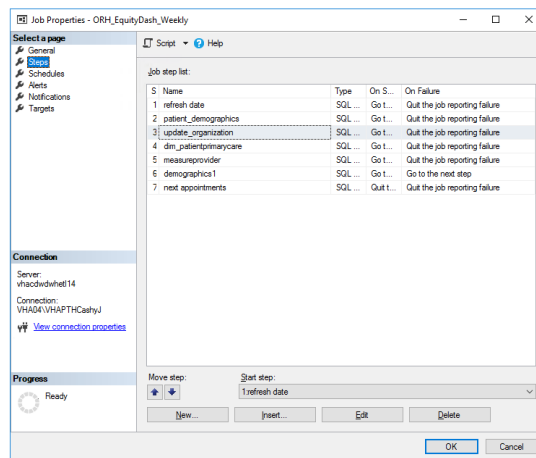 Job Properties - ORH_EquityDash_Weekly
Select a page
General
Steps
Schedules
Alerts
Notifications
Targets
Script
Help
Job step list:
S Name Type On S... On Failure
1 refresh date SQL ... Go t... Quit the job reporting failure
2 patient_demographics SQL ... Go t... Quit the job reporting failure
3 update_organization SQL ... Go t... Quit the job reporting failure
4 dim_patientprimarycare SQL ... Go t... Quit the job reporting failure
5 measureprovider SQL ... Go t... Quit the job reporting failure
6 demographics1 SQL ... Go t... Go to the next step
7 next appointments SQL ... Quit t... Quit the job reporting failure
Connection
Server:
vhacdwdwhetl14
Connection:
VHA04\VHAPTHCashyJ
View connection properties
Progress
Ready
Move step:
Start step:
1:refresh date
New...
Insert...
Edit
Delete
OK
Cancel